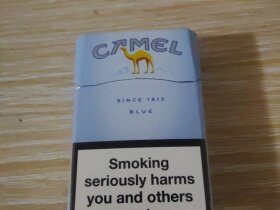 CAMEL
SINCE 1913
BLUE
Smoking
seriously harms
you and others